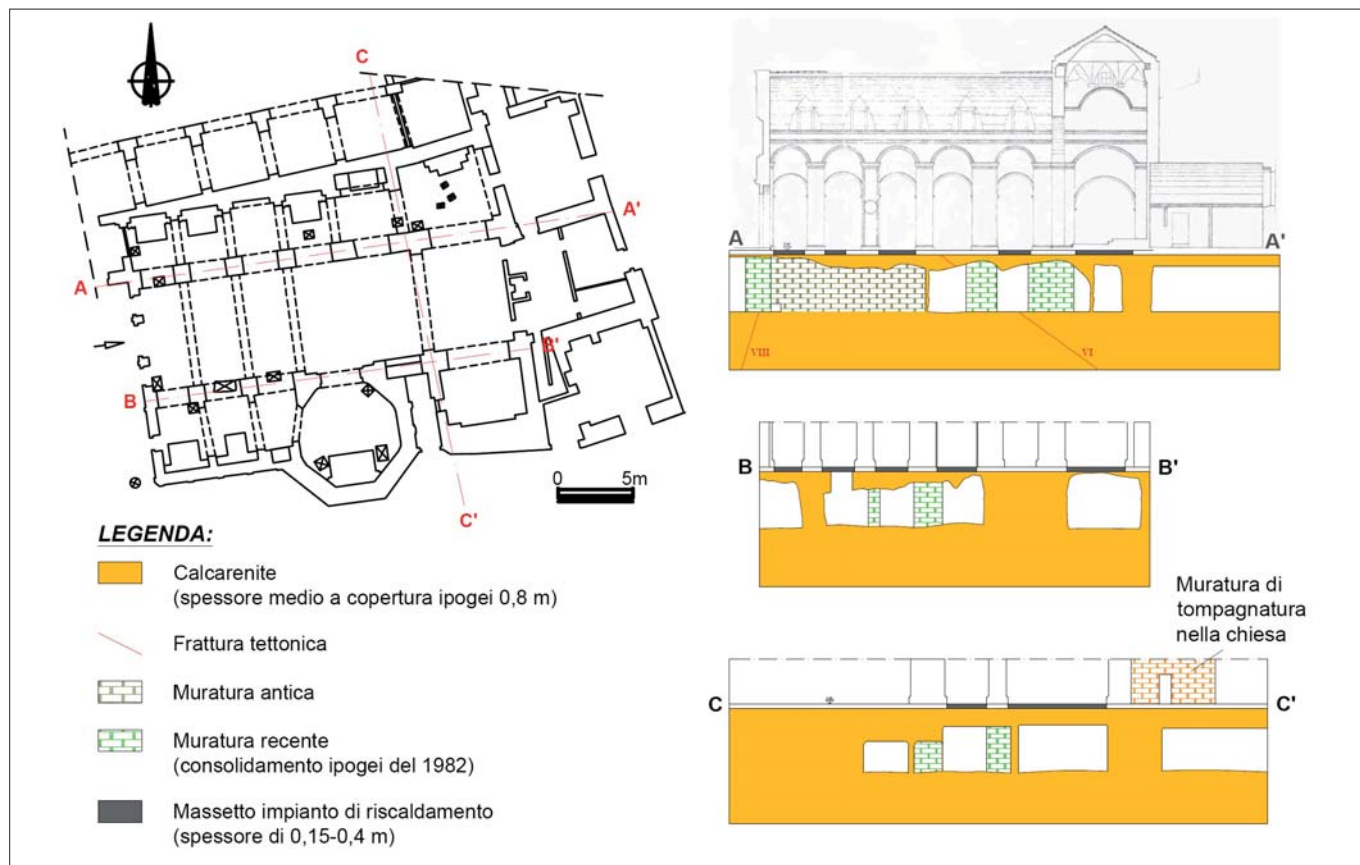 C
A'
A
B'
B
0 5m
C'
LEGENDA:
Calcarenite
(spessore medio a copertura ipogei 0,8 m)
Frattura tettonica
Muratura antica
Muratura recente
(consolidamento ipogei del 1982)
Massetto impianto di riscaldamento
(spessore di 0,15-0,4 m)
A A'
VIII VI
B B'
Muratura di
tompagnatura
nella chiesa
C C'